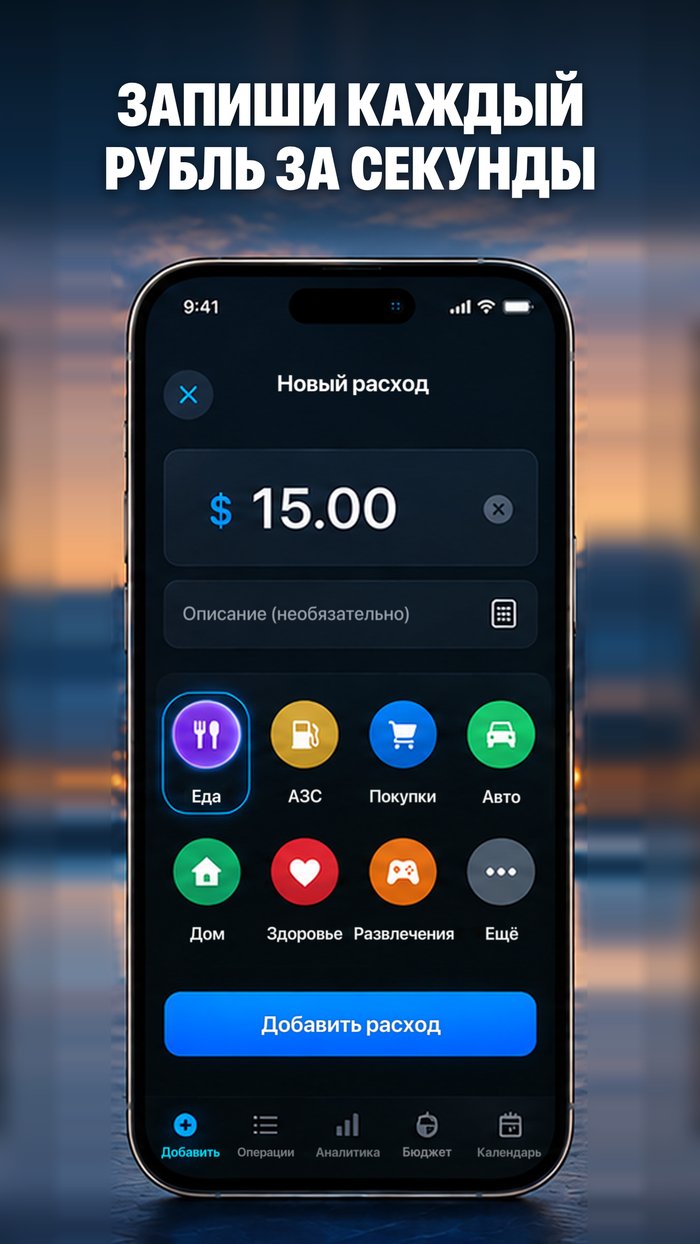 ЗАПИШИ КАЖДЫЙ
РУБЛЬ ЗА СЕКУНДЫ
9:41
Новый расход
$ 15.00
Описание (необязательно)
Еда АЗС Покупки Авто
Дом Здоровье Развлечения Ещё
Добавить расход
Добавить Операции Аналитика Бюджет Календарь